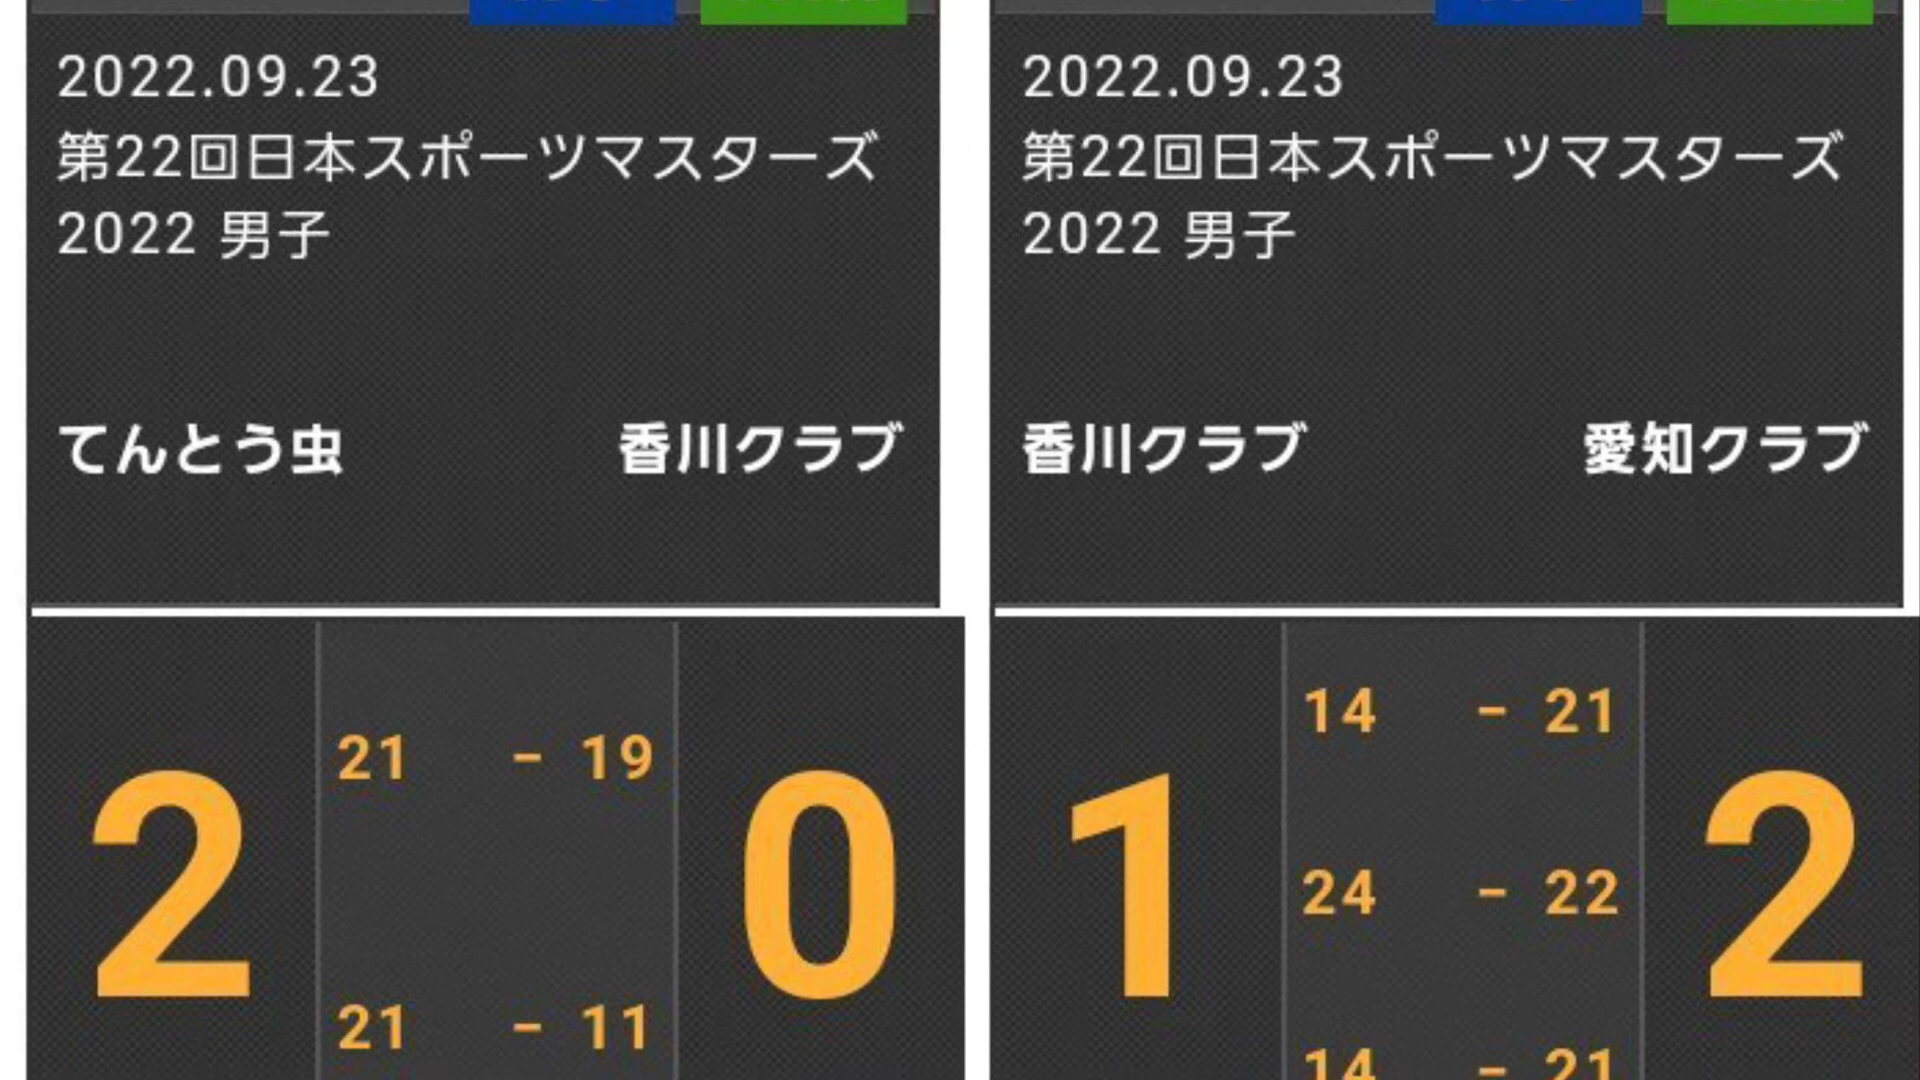 2022.09.23
第22回日本スポーツマスターズ
2022 男子
てんとう虫 香川クラブ
2 0
21 - 19
21 - 11
2022.09.23
第22回日本スポーツマスターズ
2022 男子
香川クラブ 愛知クラブ
1 2
14 - 21
24 - 22
14 - 21